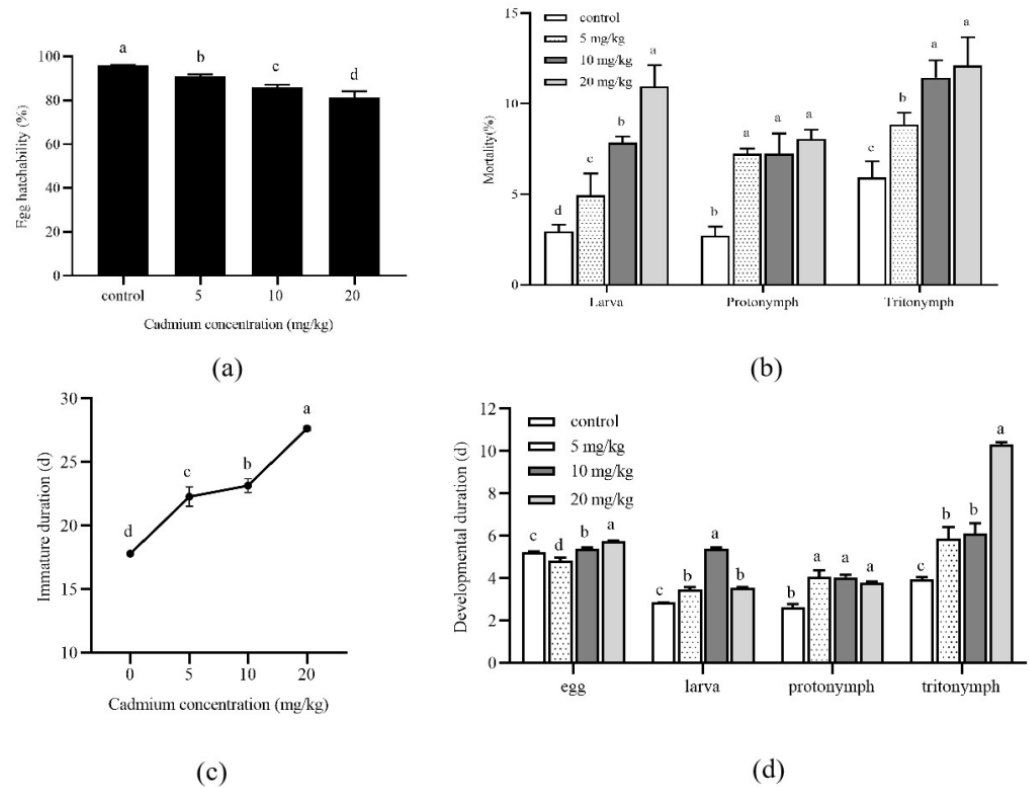 a
b
c
d
100
80
60
40
20
0
Egg hatchability (%)
control 5 10 20
Cadmium concentration (mg/kg)
(a)
15
10
5
0
Mortality(%)
control
5 mg/kg
10 mg/kg
20 mg/kg
d c b a
b a a a
c b a a
Larva Protonymph Tritonymph
(b)
30
25
20
15
10
Immature duration (d)
d c b a
0 5 10 20
Cadmium concentration (mg/kg)
(c)
12
10
8
6
4
2
0
Developmental duration (d)
control
5 mg/kg
10 mg/kg
20 mg/kg
c d b a
c b a b
b a a a
c b b a
egg larva protonymph tritonymph
(d)